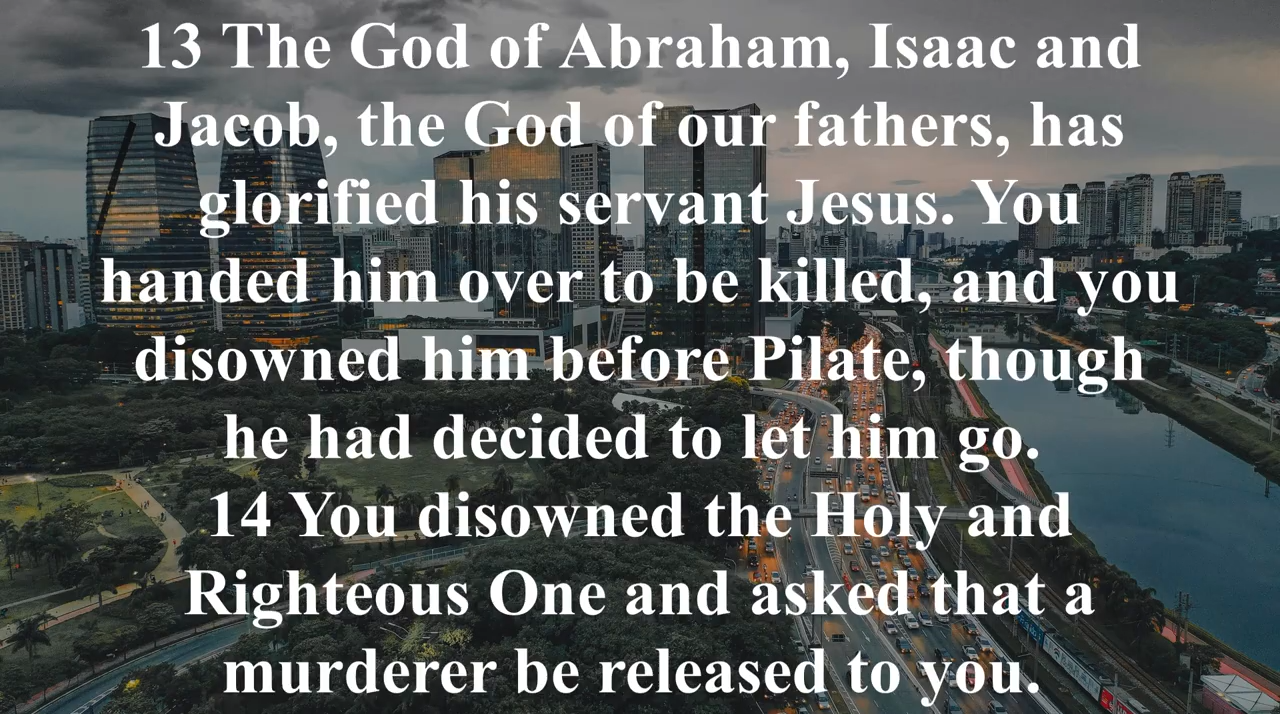 13 The God of Abraham, Isaac and
Jacob, the God of our fathers, has
glorified his servant Jesus. You
handed him over to be killed, and you
disowned him before Pilate, though
he had decided to let him go.
14 You disowned the Holy and
Righteous One and asked that a
murderer be released to you.